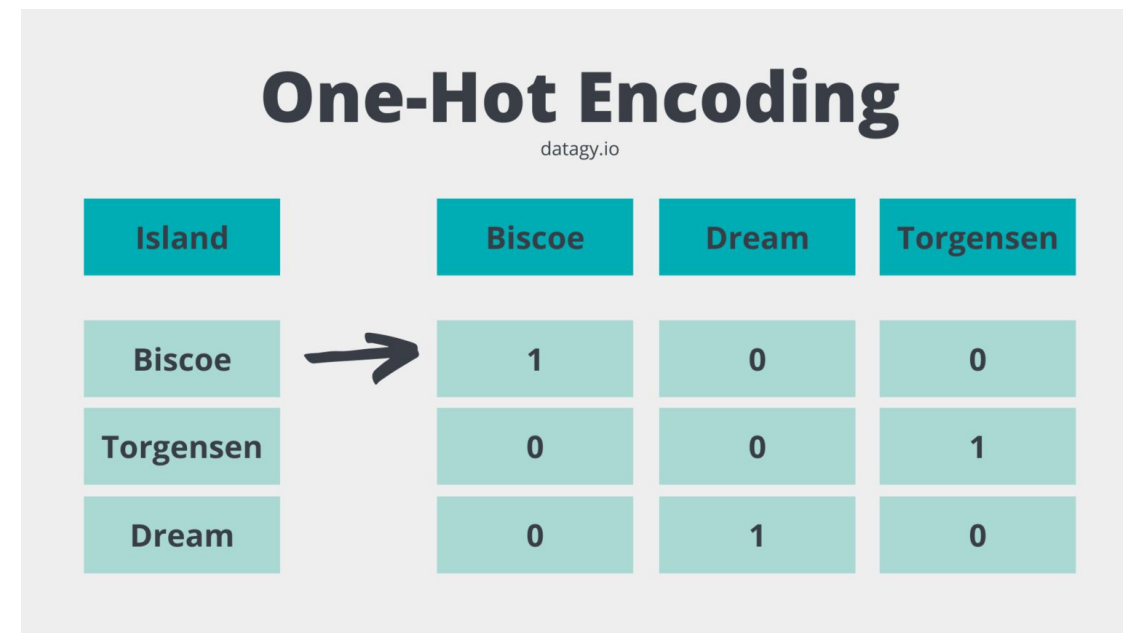 One-Hot Encoding
datagy.io
Island Biscoe Dream Torgensen
Biscoe 1 0 0
Torgensen 0 0 1
Dream 0 1 0